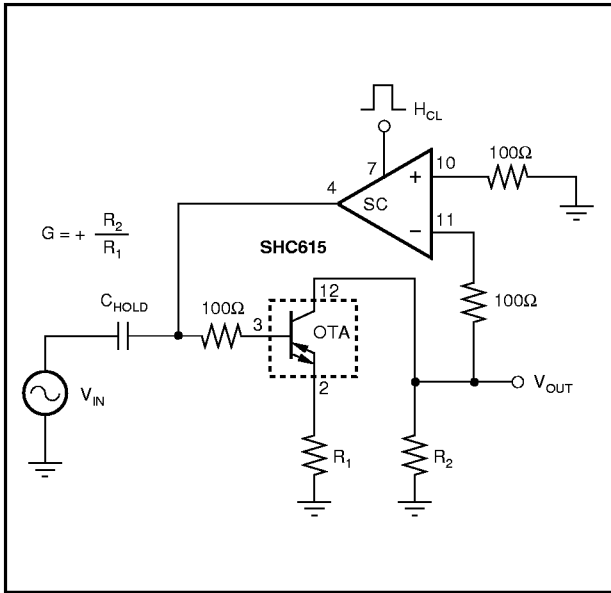 H_CL
7
10
100Ω
4
+
SC
11
−
G = + R_2
R_1
SHC615
100Ω
C_HOLD
100Ω
12
3
OTA
V_IN
2
V_OUT
R_1
R_2